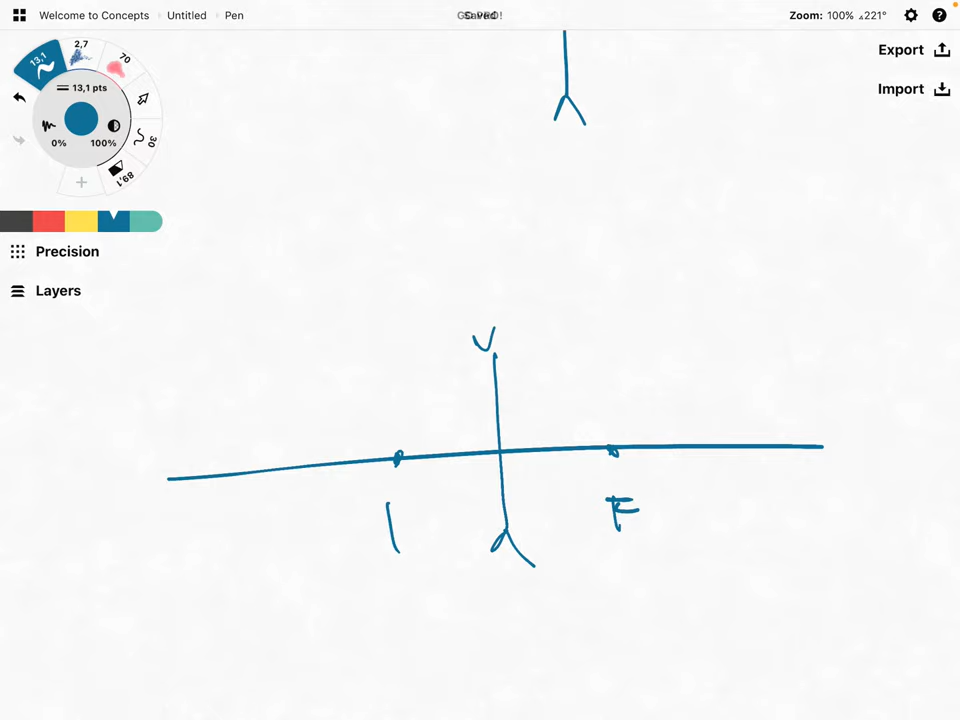 Welcome to Concepts > Untitled > Pen
Zoom: 100% ⊿221°
13,1
2,7
70
13,1 pts
0%
100%
30
89,1
Export
Import
Precision
Layers
F